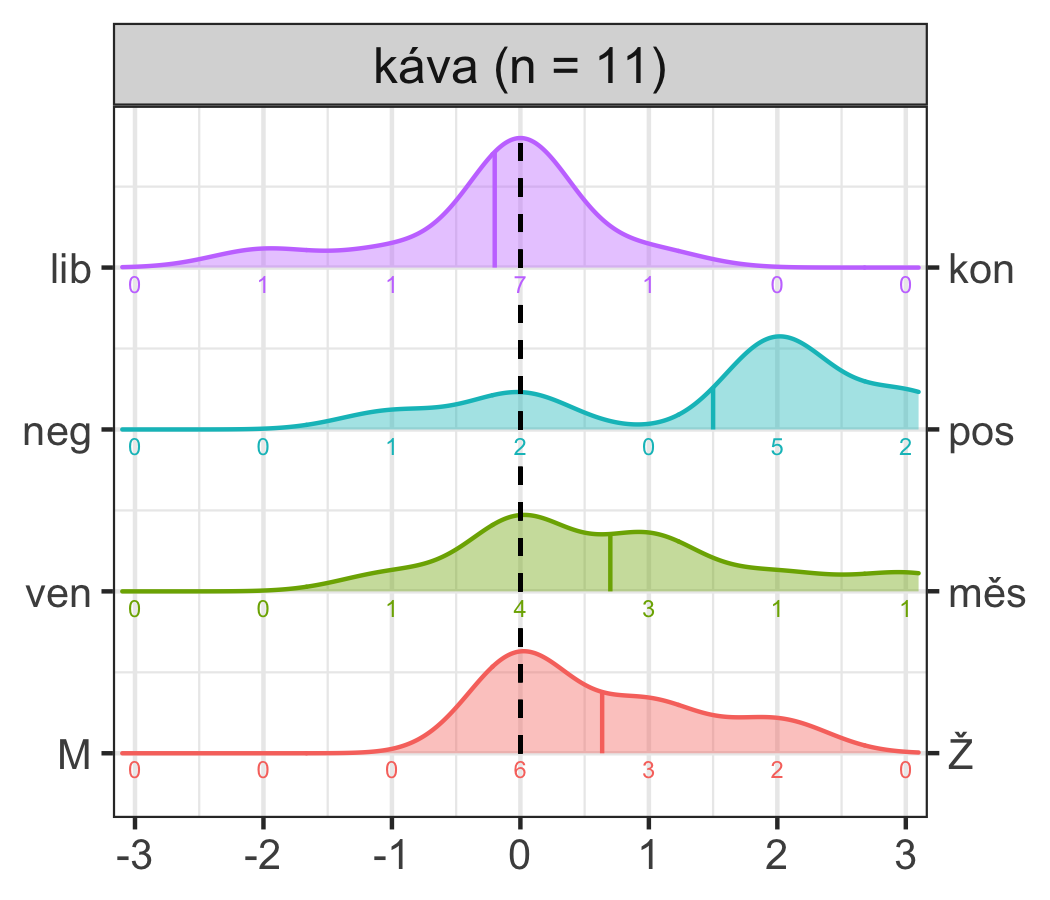 káva (n = 11)
lib kon
0 1 1 7 1 0 0
neg pos
0 0 1 2 0 5 2
ven měs
0 0 1 4 3 1 1
M Ž
0 0 0 6 3 2 0
-3 -2 -1 0 1 2 3